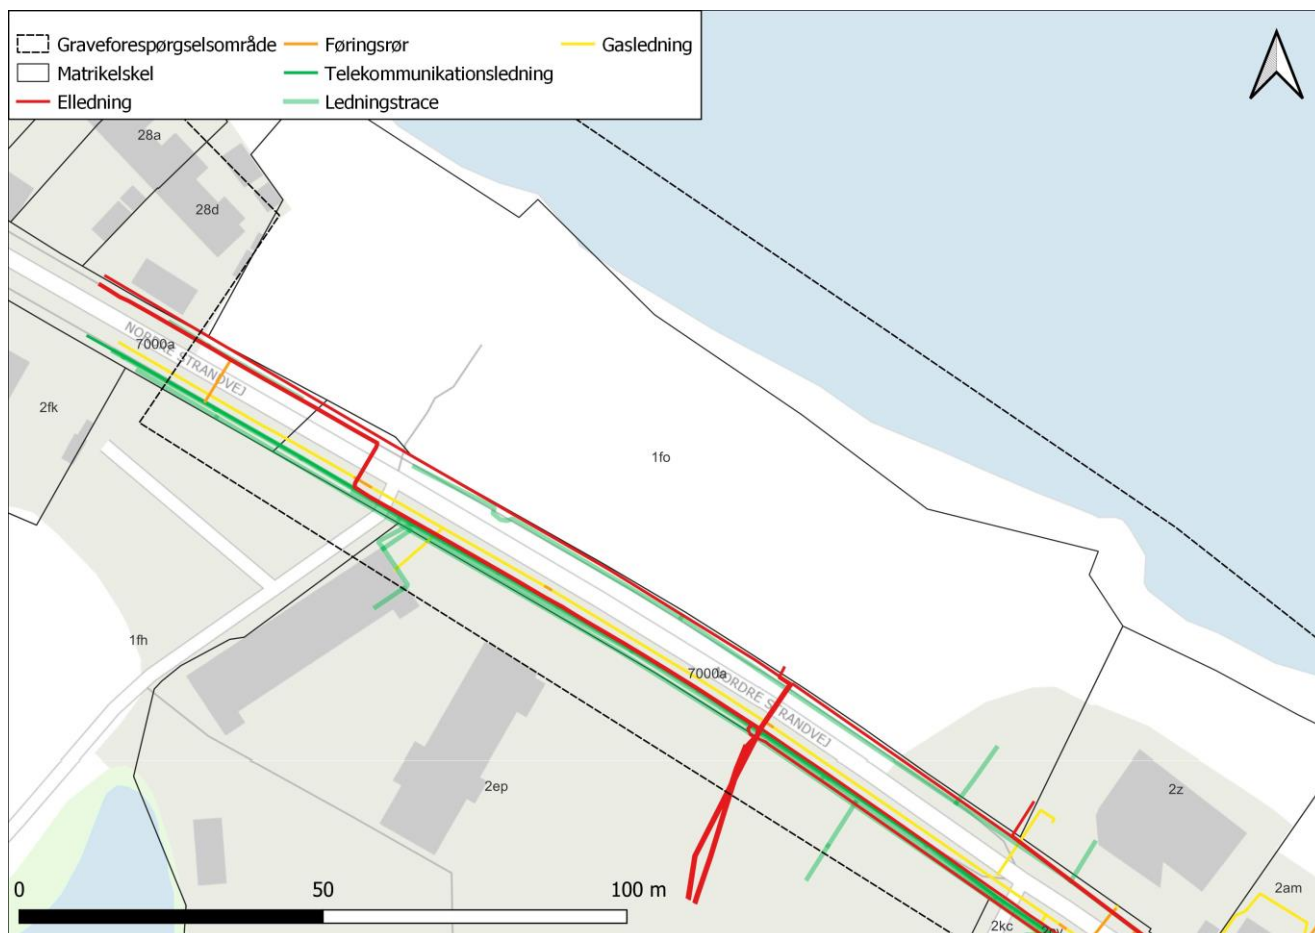 Graveforespørgselsområde
Føringsrør
Gasledning
Matrikelskel
Telekommunikationsledning
Elledning
Ledningstrace
28a
28d
NORDRE STRANDVEJ
7000a
2fk
1fo
1fh
7000a
NORDRE STRANDVEJ
2ep
2z
2am
2kc
0 50 100 m